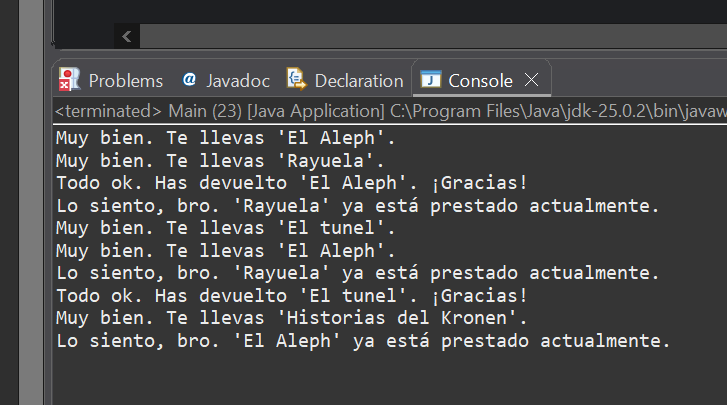 Problems Javadoc Declaration Console
<terminated> Main (23) [Java Application] C:\Program Files\Java\jdk-25.0.2\bin\javaw
Muy bien. Te llevas 'El Aleph'.
Muy bien. Te llevas 'Rayuela'.
Todo ok. Has devuelto 'El Aleph'. ¡Gracias!
Lo siento, bro. 'Rayuela' ya está prestado actualmente.
Muy bien. Te llevas 'El tunel'.
Muy bien. Te llevas 'El Aleph'.
Lo siento, bro. 'Rayuela' ya está prestado actualmente.
Todo ok. Has devuelto 'El tunel'. ¡Gracias!
Muy bien. Te llevas 'Historias del Kronen'.
Lo siento, bro. 'El Aleph' ya está prestado actualmente.